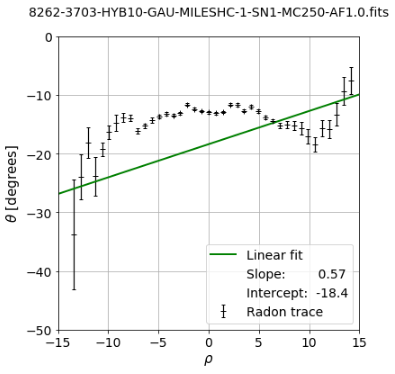 8262-3703-HYB10-GAU-MILESHC-1-SN1-MC250-AF1.0.fits
0
−10
−20
−30
−40
−50
θ [degrees]
−15 −10 −5 0 5 10 15
ρ
Linear fit
Slope: 0.57
Intercept: -18.4
Radon trace